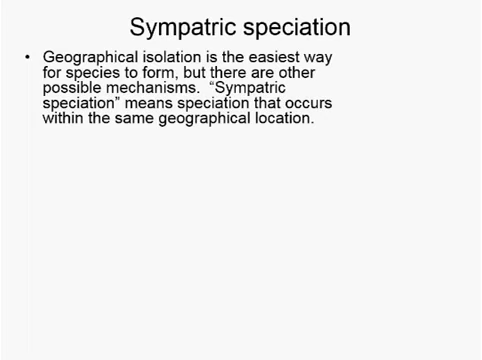 Sympatric speciation
• Geographical isolation is the easiest way
for species to form, but there are other
possible mechanisms.  “Sympatric
speciation” means speciation that occurs
within the same geographical location.